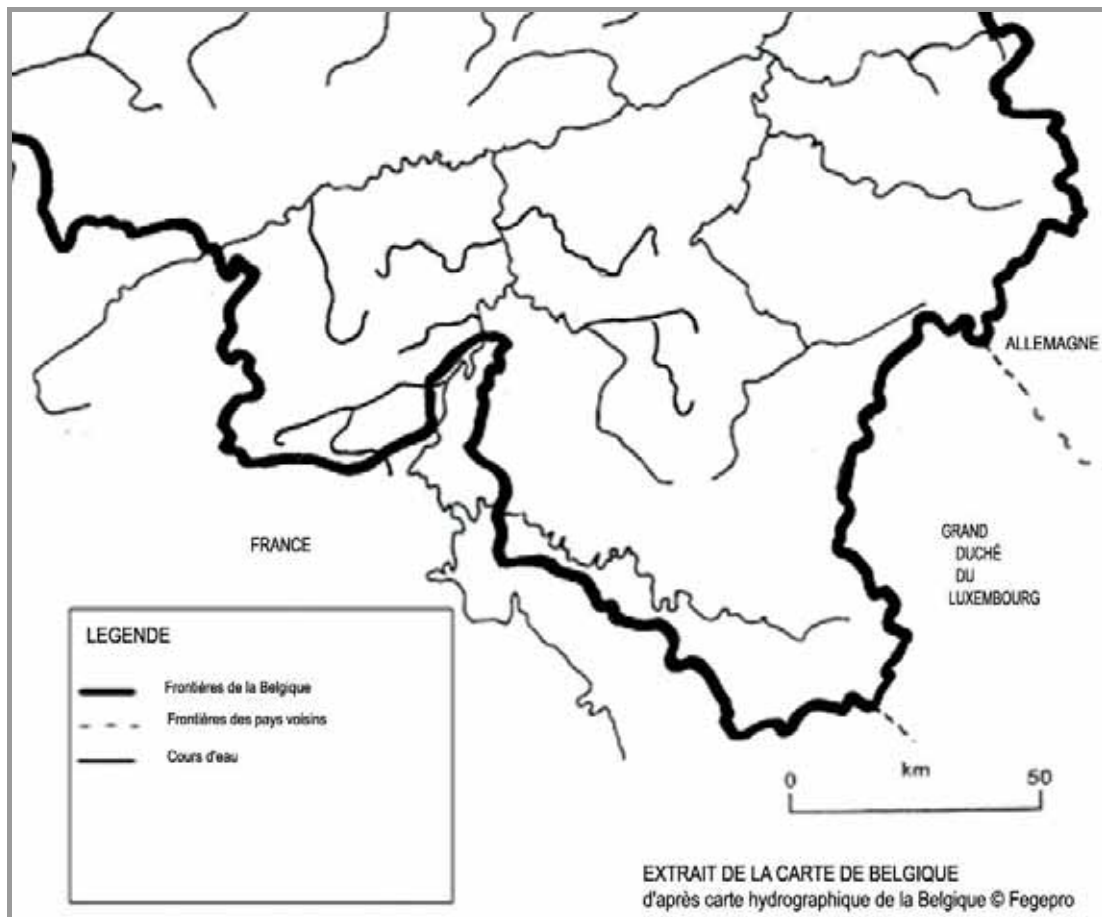 ALLEMAGNE
FRANCE
GRAND
DUCHÉ
DU
LUXEMBOURG
LEGENDE
Frontières de la Belgique
Frontières des pays voisins
Cours d'eau
0 km 50
EXTRAIT DE LA CARTE DE BELGIQUE
d'après carte hydrographique de la Belgique © Fegepro